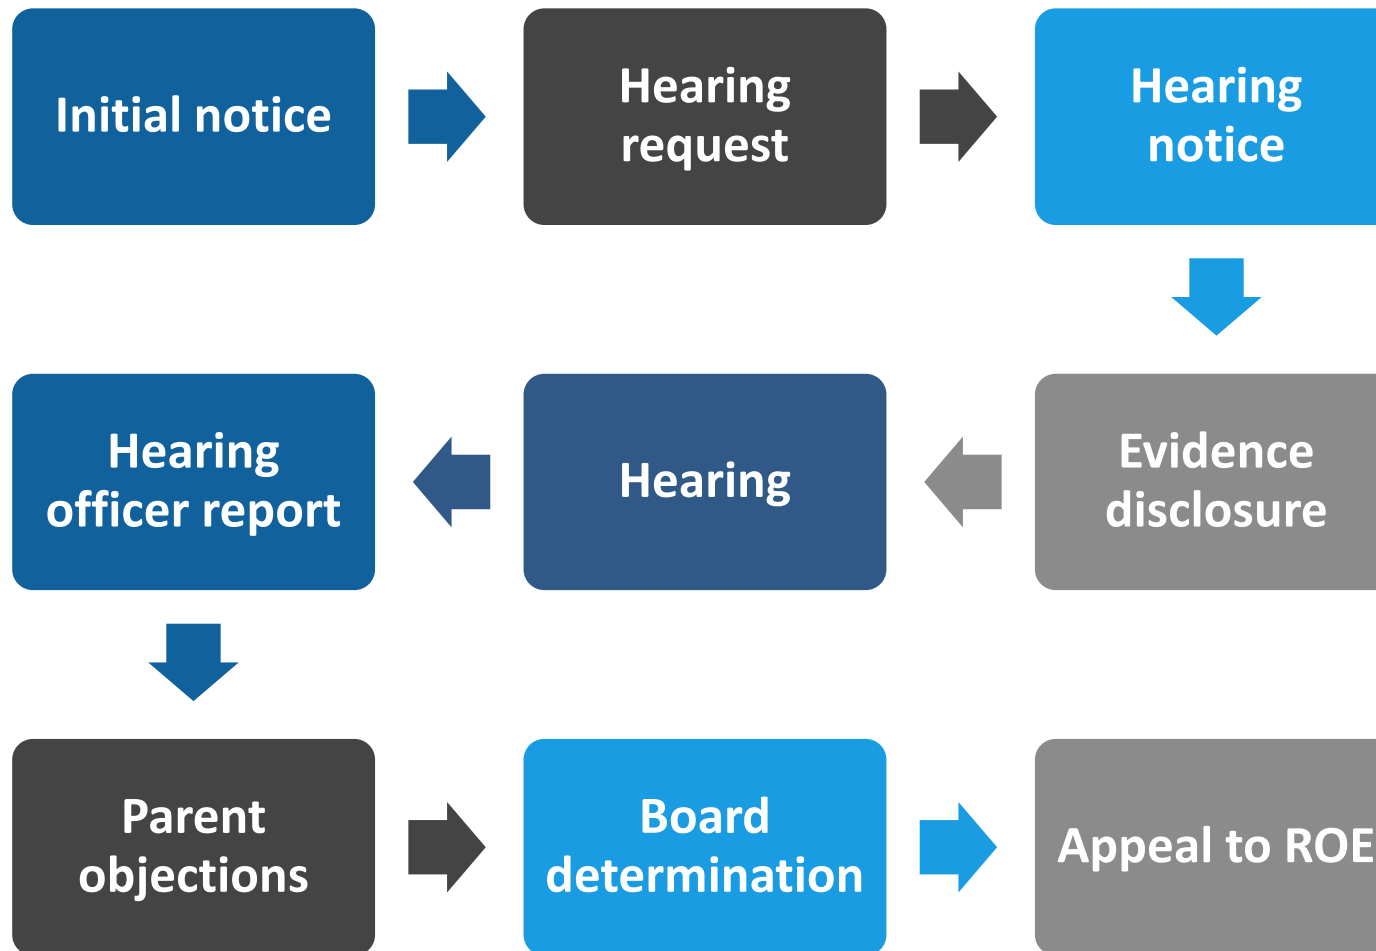 Initial notice
Hearing
request
Hearing
notice
Evidence
disclosure
Hearing
Hearing
officer report
Parent
objections
Board
determination
Appeal to ROE